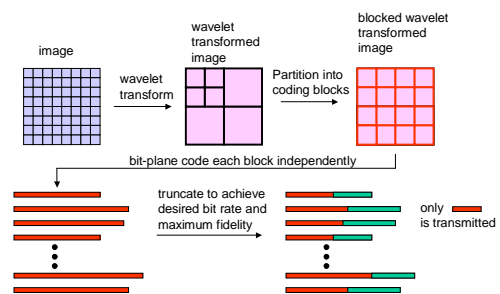 image
wavelet
transform
wavelet
transformed
image
Partition into
coding blocks
blocked wavelet
transformed
image
bit-plane code each block independently
truncate to achieve
desired bit rate and
maximum fidelity
only
is transmitted